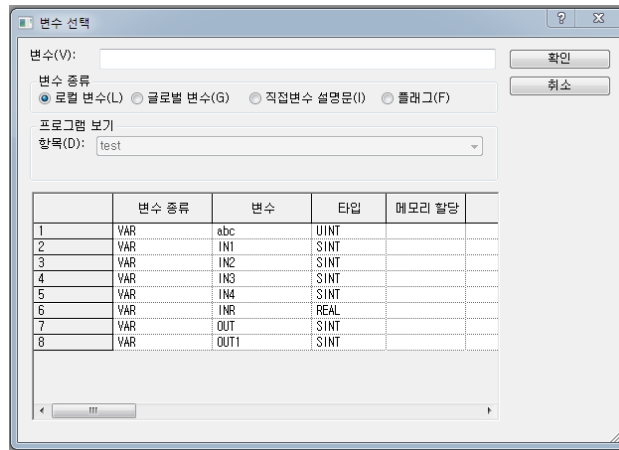 변수 선택
변수(V):
확인
변수 종류
취소
로컬 변수(L) 글로벌 변수(G) 직접변수 설명문(I) 플래그(F)
프로그램 보기
항목(D): test
변수 종류 변수 타입 메모리 할당
1 VAR abc UINT
2 VAR IN1 SINT
3 VAR IN2 SINT
4 VAR IN3 SINT
5 VAR IN4 SINT
6 VAR INR REAL
7 VAR OUT SINT
8 VAR OUT1 SINT